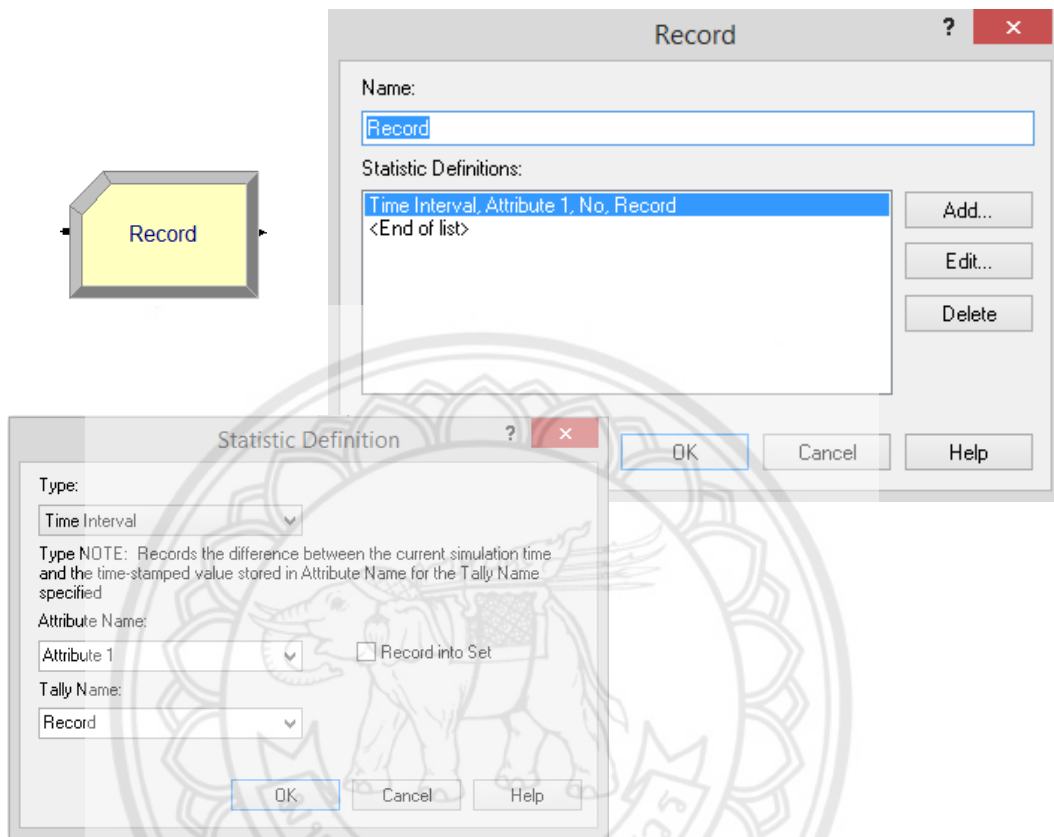 Record
Record ? ×
Name:
Record
Statistic Definitions:
Time Interval, Attribute 1, No, Record
<End of list>
Add...
Edit...
Delete
OK Cancel Help
Statistic Definition ? ×
Type:
Time Interval
Type NOTE: Records the difference between the current simulation time
and the time-stamped value stored in Attribute Name for the Tally Name
specified
Attribute Name:
Attribute 1
Record into Set
Tally Name:
Record
OK Cancel Help